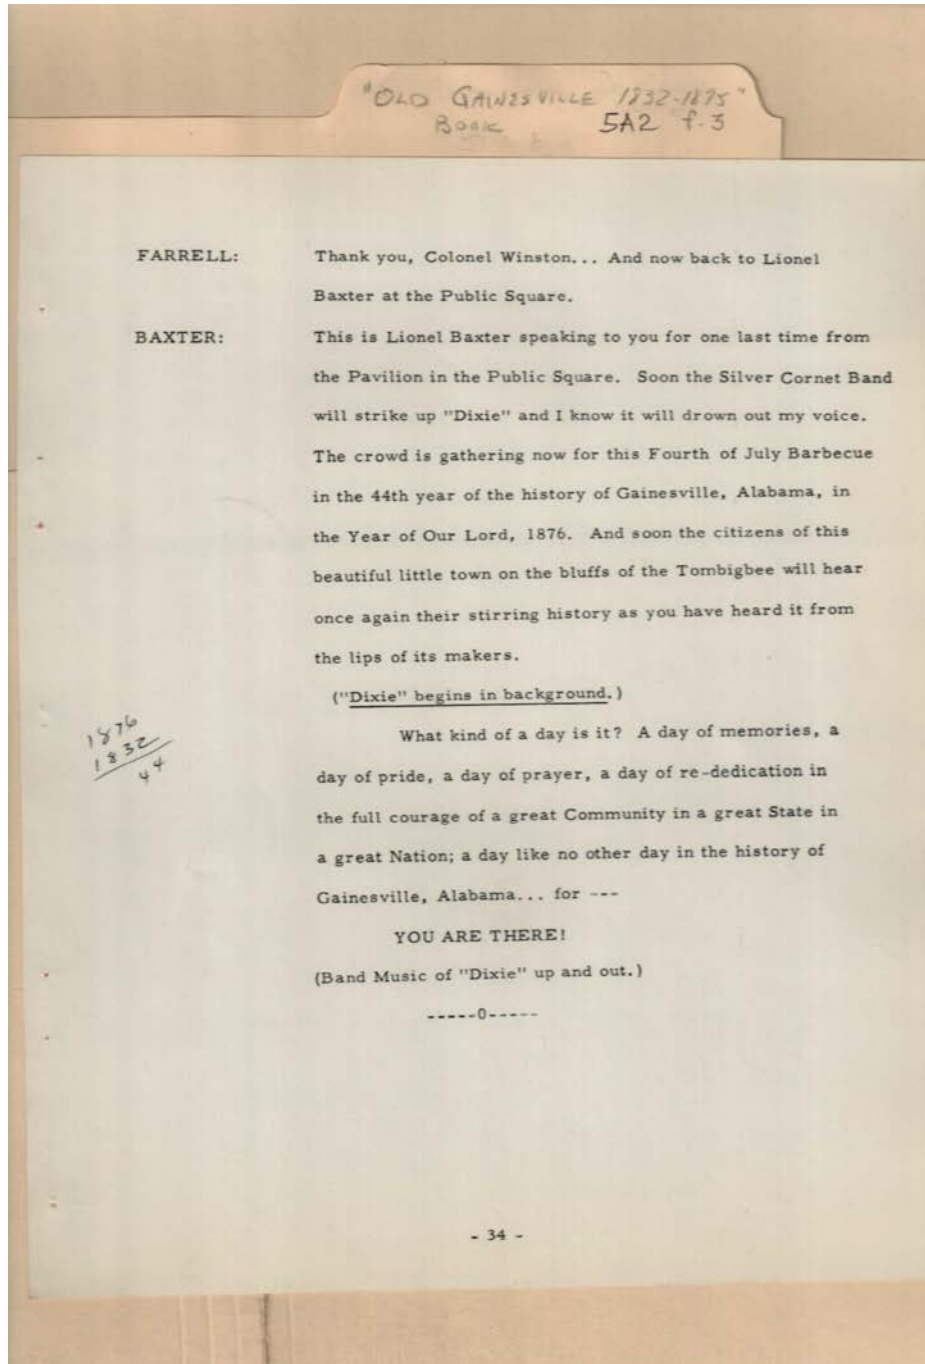 "OLD GAINESVILLE 1832-1875"
BOOK 5A2 f.3
FARRELL: Thank you, Colonel Winston... And now back to Lionel
Baxter at the Public Square.
BAXTER: This is Lionel Baxter speaking to you for one last time from
the Pavilion in the Public Square. Soon the Silver Cornet Band
will strike up "Dixie" and I know it will drown out my voice.
The crowd is gathering now for this Fourth of July Barbecue
in the 44th year of the history of Gainesville, Alabama, in
the Year of Our Lord, 1876. And soon the citizens of this
beautiful little town on the bluffs of the Tombigbee will hear
once again their stirring history as you have heard it from
the lips of its makers.
("Dixie" begins in background.)
What kind of a day is it? A day of memories, a
day of pride, a day of prayer, a day of re-dedication in
the full courage of a great Community in a great State in
a great Nation; a day like no other day in the history of
Gainesville, Alabama... for ---
YOU ARE THERE!
(Band Music of "Dixie" up and out.)
-----0-----
1876
1832
44
- 34 -